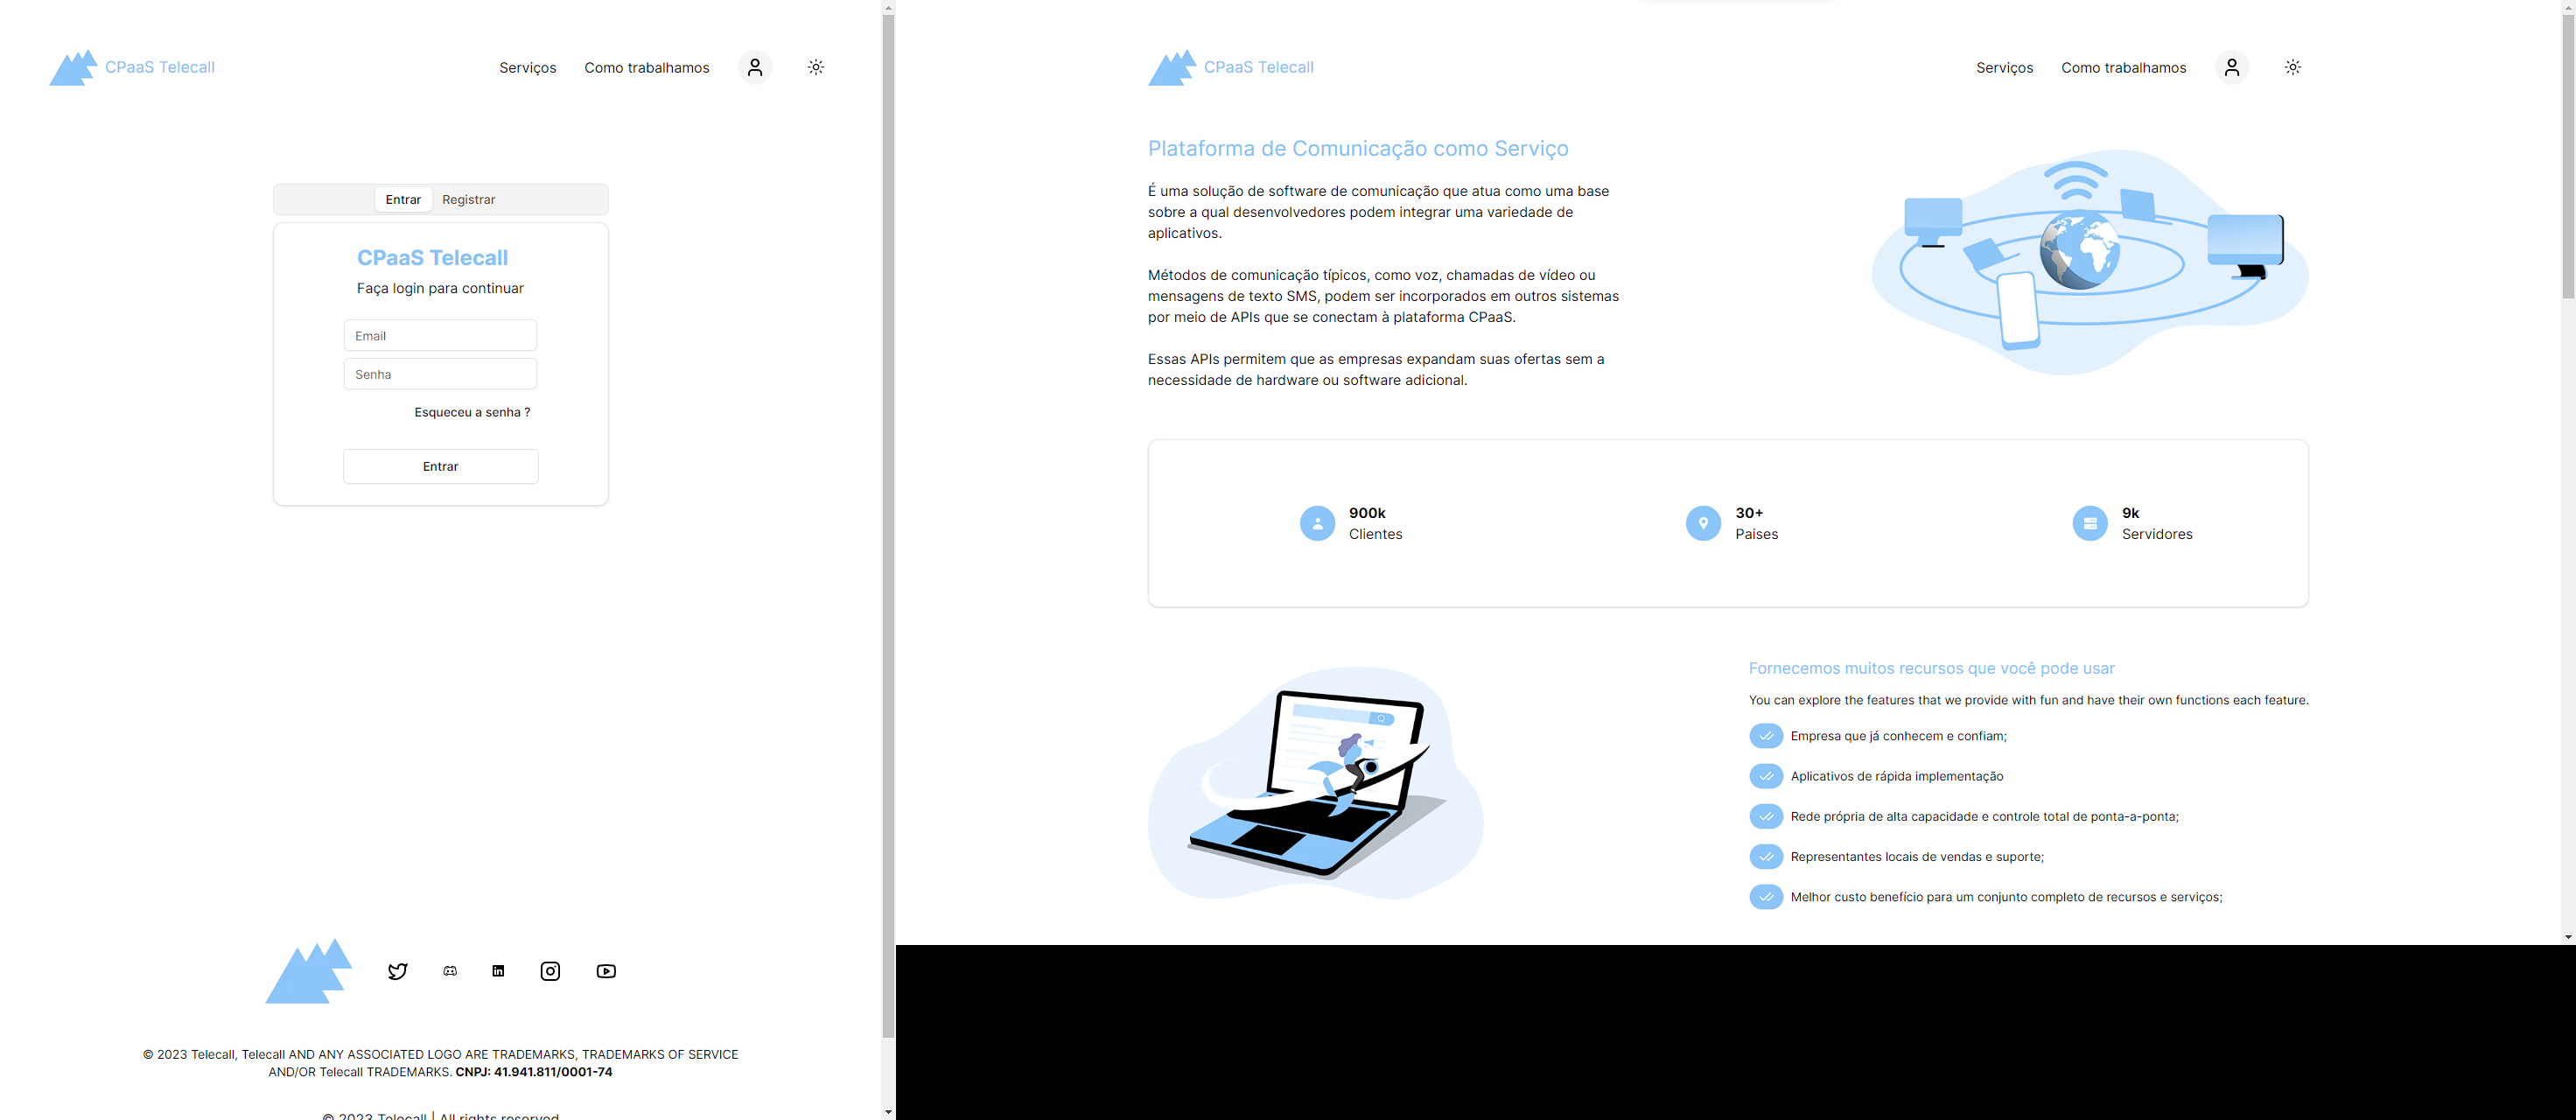 CPaaS Telecall
Serviços
Como trabalhamos
Entrar
Registrar
CPaaS Telecall
Faça login para continuar
Email
Senha
Esqueceu a senha ?
Entrar
© 2023 Telecall, Telecall AND ANY ASSOCIATED LOGO ARE TRADEMARKS, TRADEMARKS OF SERVICE
AND/OR Telecall TRADEMARKS. CNPJ: 41.941.811/0001-74
© 2023 Telecall | All rights reserved
CPaaS Telecall
Serviços
Como trabalhamos
Plataforma de Comunicação como Serviço
É uma solução de software de comunicação que atua como uma base
sobre a qual desenvolvedores podem integrar uma variedade de
aplicativos.
Métodos de comunicação típicos, como voz, chamadas de vídeo ou
mensagens de texto SMS, podem ser incorporados em outros sistemas
por meio de APIs que se conectam à plataforma CPaaS.
Essas APIs permitem que as empresas expandam suas ofertas sem a
necessidade de hardware ou software adicional.
900k
Clientes
30+
Paises
9k
Servidores
Fornecemos muitos recursos que você pode usar
You can explore the features that we provide with fun and have their own functions each feature.
Empresa que já conhecem e confiam;
Aplicativos de rápida implementação
Rede própria de alta capacidade e controle total de ponta-a-ponta;
Representantes locais de vendas e suporte;
Melhor custo benefício para um conjunto completo de recursos e serviços;